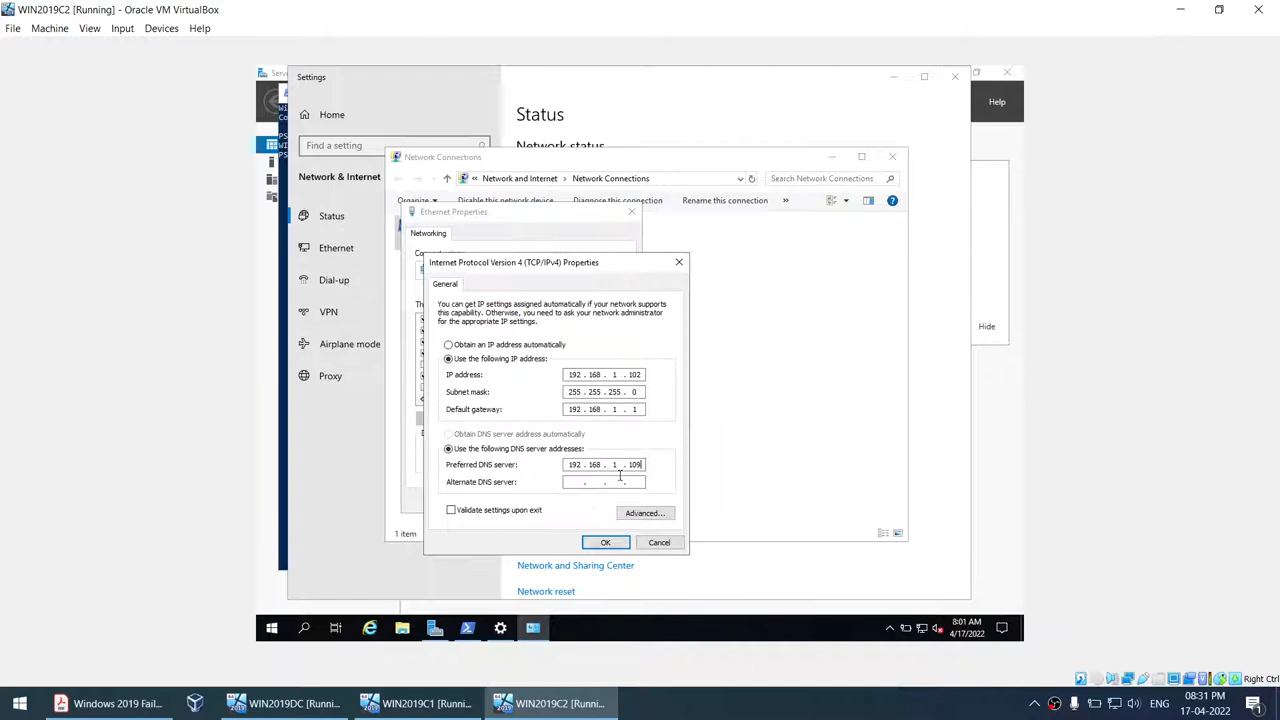 WIN2019C2 [Running] - Oracle VM VirtualBox
File Machine View Input Devices Help
Settings
Help
Home
Status
Find a setting
Network status
Network & Internet
Network Connections
Status
Network and Internet
Network Connections
Search Network Connections
Organize
Disable this network device
Diagnose this connection
Rename this connection
»
Ethernet Properties
Ethernet
Networking
Dial-up
Internet Protocol Version 4 (TCP/IPv4) Properties
General
VPN
You can get IP settings assigned automatically if your network supports
this capability. Otherwise, you need to ask your network administrator
for the appropriate IP settings.
Hide
Airplane mode
Obtain an IP address automatically
Use the following IP address:
Proxy
IP address: 192 . 168 . 1 . 102
Subnet mask: 255 . 255 . 255 . 0
Default gateway: 192 . 168 . 1 . 1
Obtain DNS server address automatically
Use the following DNS server addresses:
Preferred DNS server: 192 . 168 . 1 . 109
Alternate DNS server: . . .
Validate settings upon exit
Advanced...
1 item
OK Cancel
Network and Sharing Center
Network reset
8:01 AM
4/17/2022
Right Ctrl
Windows 2019 Fail...
WIN2019DC [Runni...
WIN2019C1 [Runni...
WIN2019C2 [Runni...
ENG
08:31 PM
17-04-2022